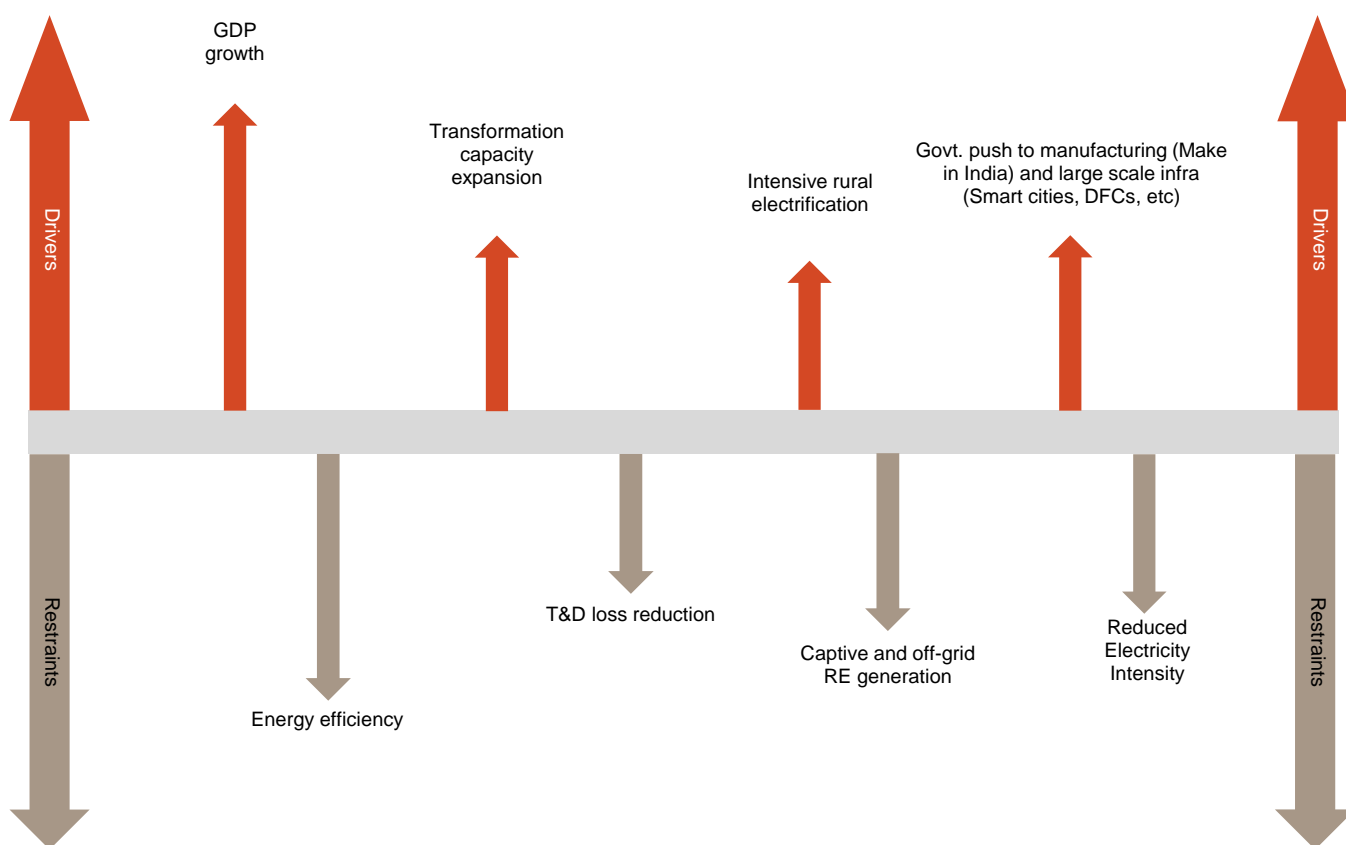 GDP
growth
Transformation
capacity
expansion
Intensive rural
electrification
Govt. push to manufacturing (Make
in India) and large scale infra
(Smart cities, DFCs, etc)
Drivers
Drivers
Restraints
Restraints
Energy efficiency
T&D loss reduction
Captive and off-grid
RE generation
Reduced
Electricity
Intensity